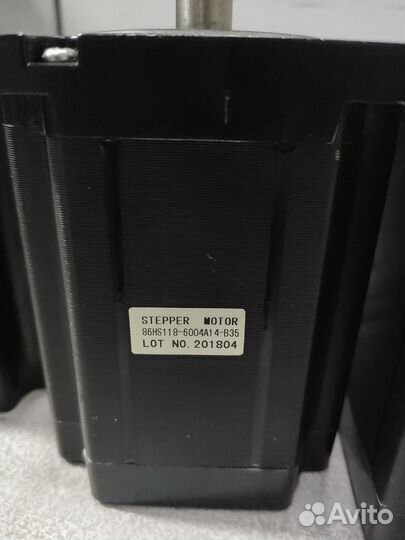 STEPPER MOTOR
86HS118-6004A14-B35
LOT NO.201804
Avito